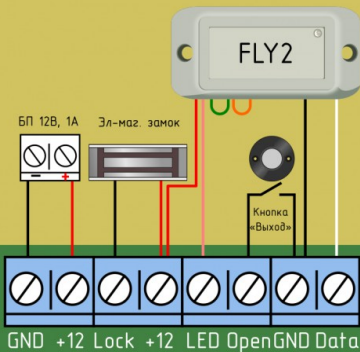 FLY2
БП 12В, 1А
Эл-маг. замок
Кнопка
«Выход»
GND +12 Lock +12 LED Open GND Data